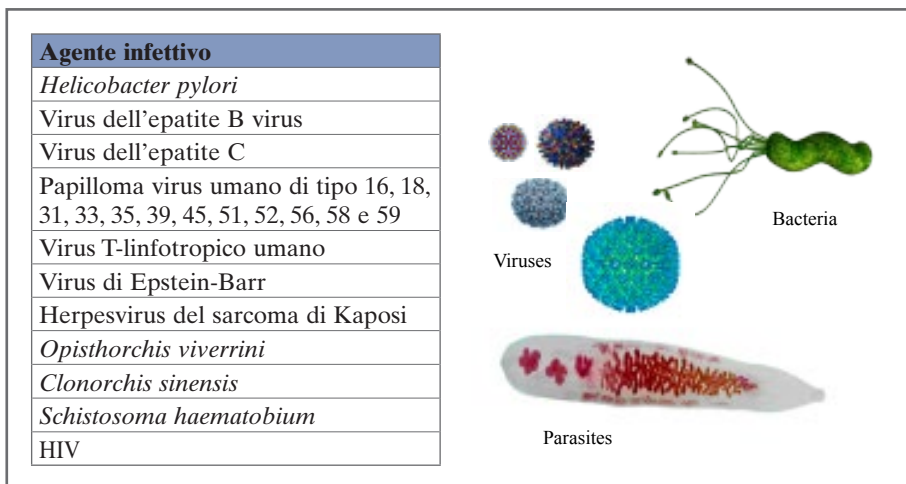 Agente infettivo
Helicobacter pylori
Virus dell’epatite B virus
Virus dell’epatite C
Papilloma virus umano di tipo 16, 18,
31, 33, 35, 39, 45, 51, 52, 56, 58 e 59
Virus T-linfotropico umano
Virus di Epstein-Barr
Herpesvirus del sarcoma di Kaposi
Opisthorchis viverrini
Clonorchis sinensis
Schistosoma haematobium
HIV
Bacteria
Viruses
Parasites